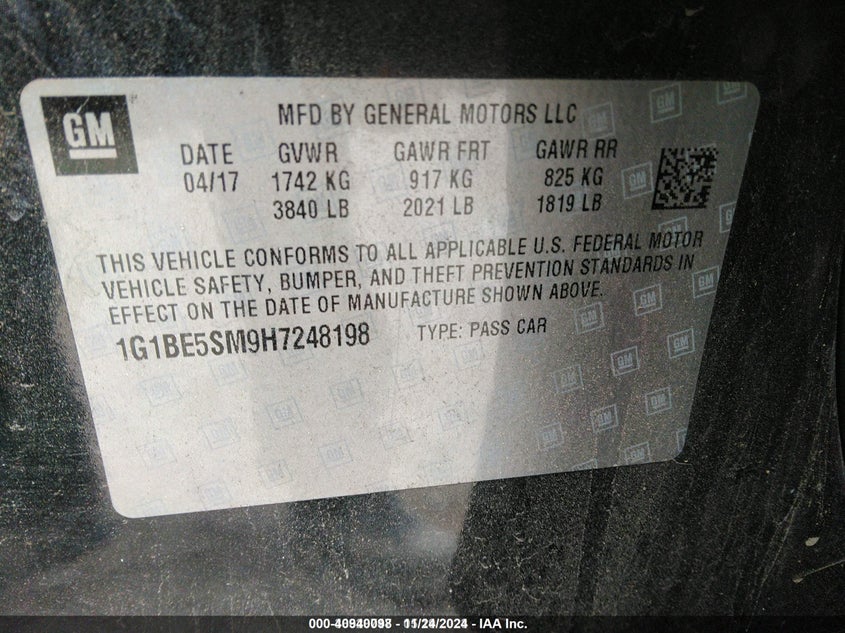 GM
MFD BY GENERAL MOTORS LLC
DATE GVWR GAWR FRT GAWR RR
04/17 1742 KG 917 KG 825 KG
3840 LB 2021 LB 1819 LB
THIS VEHICLE CONFORMS TO ALL APPLICABLE U.S. FEDERAL MOTOR
VEHICLE SAFETY, BUMPER, AND THEFT PREVENTION STANDARDS IN
EFFECT ON THE DATE OF MANUFACTURE SHOWN ABOVE.
1G1BE5SM9H7248198 TYPE: PASS CAR
- IAA Inc.